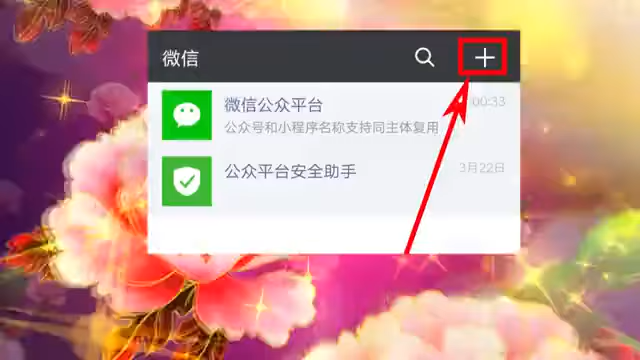 微信
微信公众平台
00:33
公众号和小程序名称支持同主体复用
公众平台安全助手
3月22日